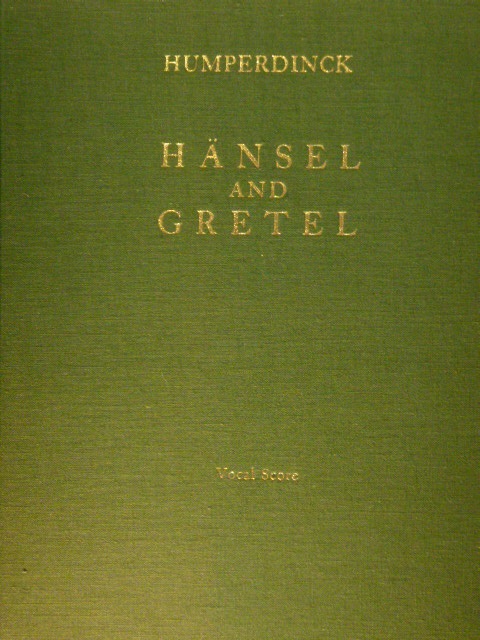 HUMPERDINCK
HÄNSEL
AND
GRETEL
Vocal Score